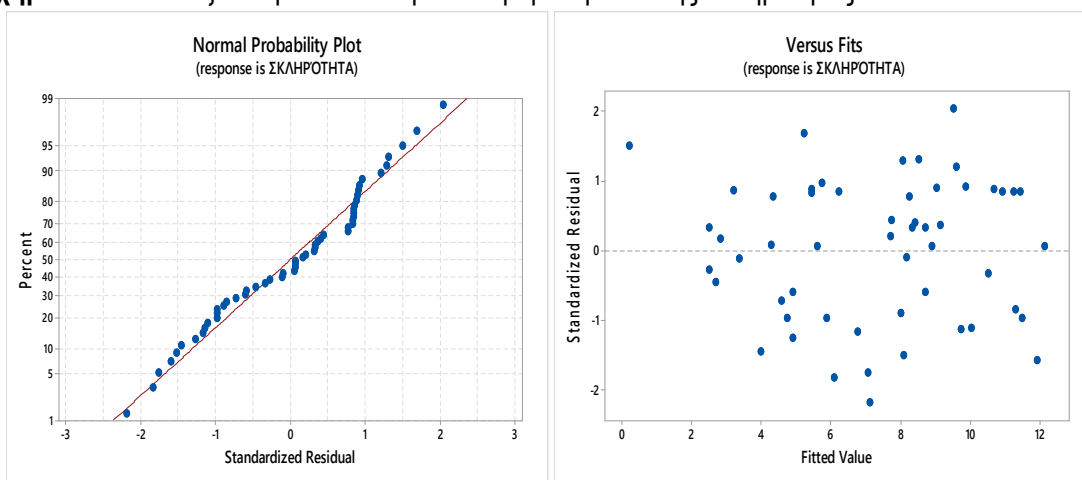 Normal Probability Plot
(response is ΣΚΛΗΡΌΤΗΤΑ)
99
95
90
80
70
60
50
40
30
20
10
5
1
Percent
-3 -2 -1 0 1 2 3
Standardized Residual
Versus Fits
(response is ΣΚΛΗΡΌΤΗΤΑ)
2
1
0
-1
-2
Standardized Residual
0 2 4 6 8 10 12
Fitted Value